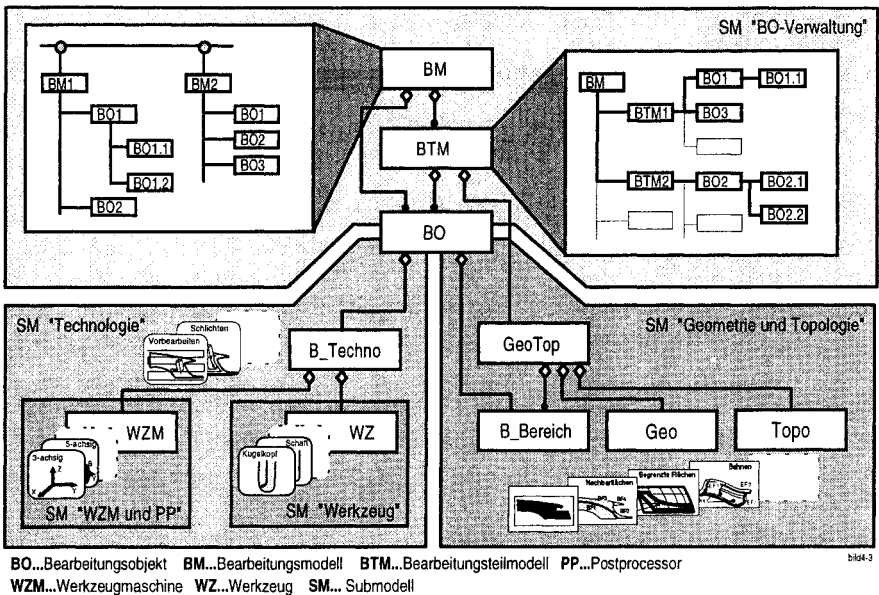 SM "BO-Verwaltung"
BM
BTM
BO
BM1
BM2
BO1
BO1.1
BO1.2
BO2
BO1
BO2
BO3
BM
BTM1
BO1
BO1.1
BO3
BTM2
BO2
BO2.1
BO2.2
SM "Technologie"
Schlichten
Vorbearbeiten
B_Techno
WZM
5-achsig
3-achsig
Z
X
Y
SM "WZM und PP"
WZ
Schaft
Kugelkopf
SM "Werkzeug"
SM "Geometrie und Topologie"
GeoTop
B_Bereich
Geo
Topo
Nachbarflächen
Begrenzte Flächen
Bahnen
BO...Bearbeitungsobjekt BM...Bearbeitungsmodell BTM...Bearbeitungsteilmodell PP...Postprocessor
bild4-3
WZM...Werkzeugmaschine WZ...Werkzeug SM... Submodell